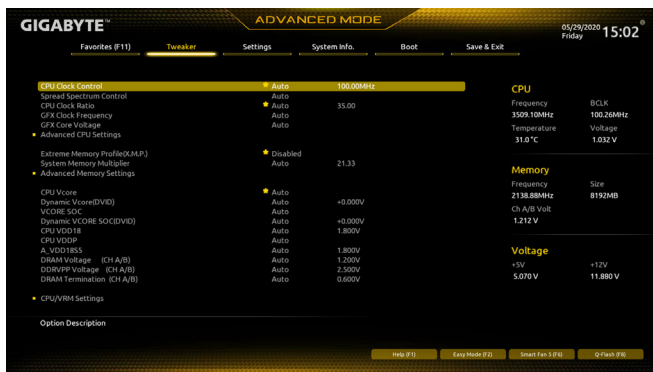 GIGABYTE™
ADVANCED MODE
05/29/2020
Friday
15:02
Favorites (F11) Tweaker Settings System Info. Boot Save & Exit
CPU Clock Control Auto 100.00MHz
Spread Spectrum Control Auto
CPU Clock Ratio Auto 35.00
GFX Clock Frequency Auto
GFX Core Voltage Auto
Advanced CPU Settings
Extreme Memory Profile(X.M.P.) Disabled
System Memory Multiplier Auto 21.33
Advanced Memory Settings
CPU Vcore Auto
Dynamic Vcore(DVID) Auto +0.000V
VCORE SOC Auto
Dynamic VCORE SOC(DVID) Auto +0.000V
CPU VDD18 Auto 1.800V
CPU VDDP Auto
A_VDD18S5 Auto 1.800V
DRAM Voltage (CH A/B) Auto 1.200V
DDRVPP Voltage (CH A/B) Auto 2.500V
DRAM Termination (CH A/B) Auto 0.600V
CPU/VRM Settings
Option Description
CPU
Frequency BCLK
3509.10MHz 100.26MHz
Temperature Voltage
31.0 °C 1.032 V
Memory
Frequency Size
2138.88MHz 8192MB
Ch A/B Volt
1.212 V
Voltage
+5V +12V
5.070 V 11.880 V
Help (F1) Easy Mode (F2) Smart Fan 5 (F6) Q-Flash (F8)